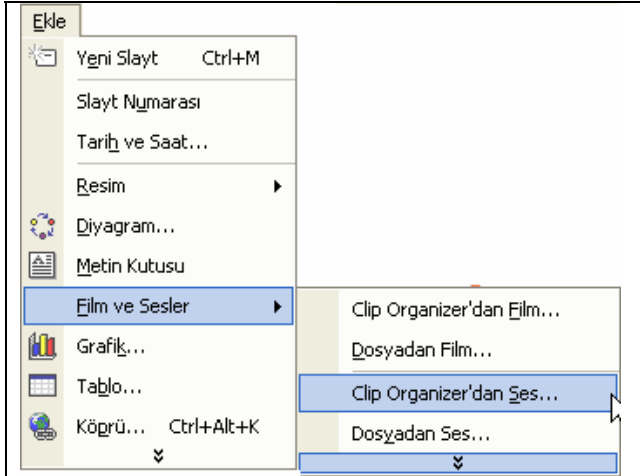 Ekle
Yeni Slayt Ctrl+M
Slayt Numarası
Tarih ve Saat...
Resim
Diyagram...
Metin Kutusu
Film ve Sesler
Grafik...
Tablo...
Köprü... Ctrl+Alt+K
Clip Organizer'dan Film...
Dosyadan Film...
Clip Organizer'dan Ses...
Dosyadan Ses...